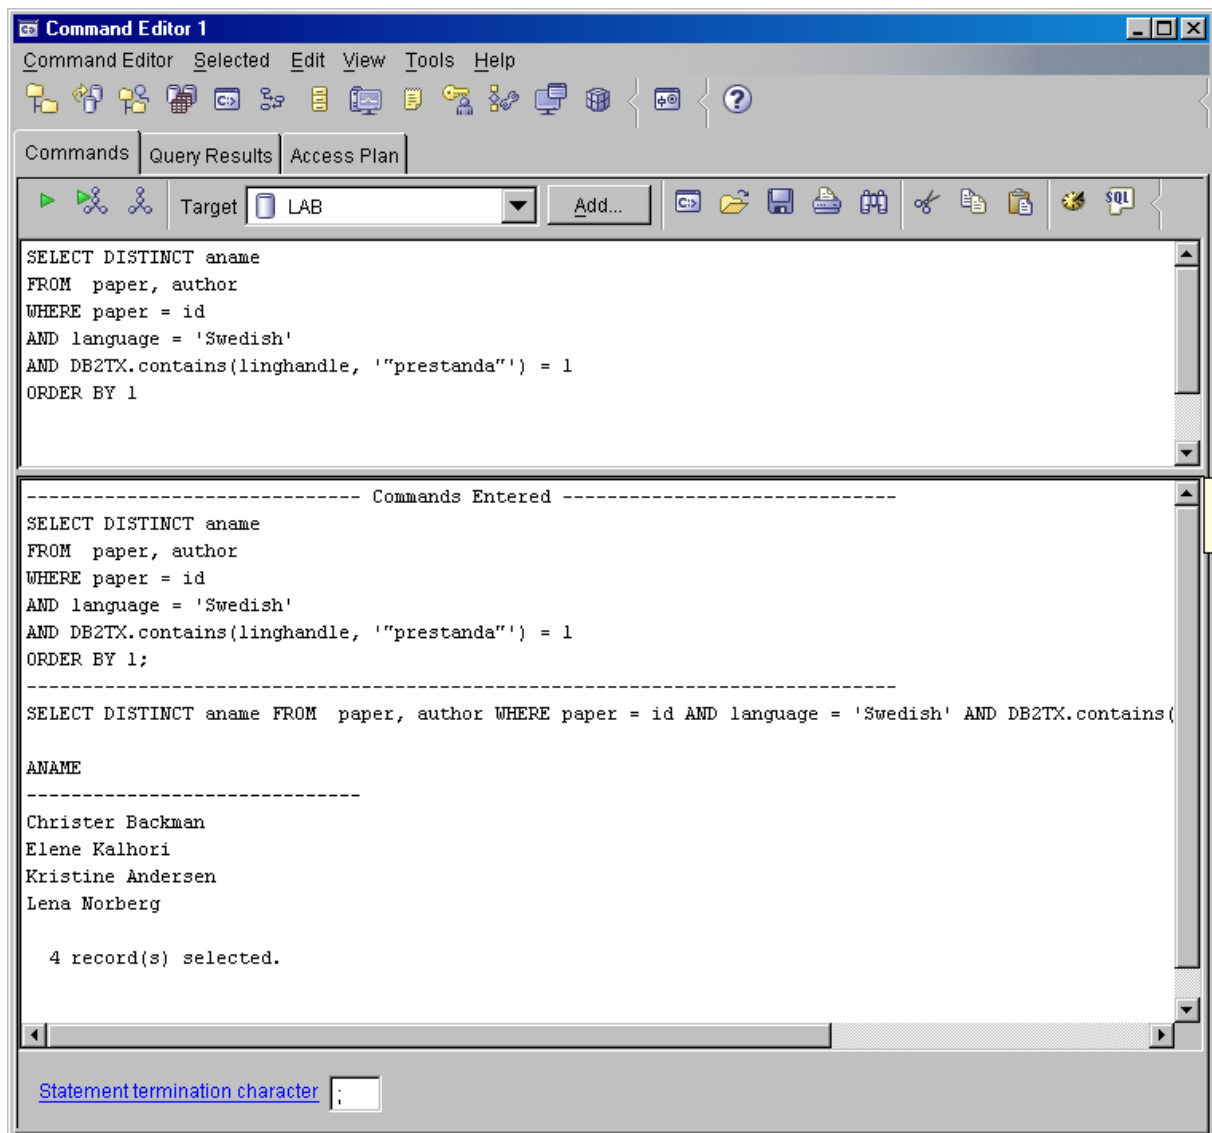 Command Editor 1
Command Editor Selected Edit View Tools Help
Commands Query Results Access Plan
Target LAB Add... SQL
SELECT DISTINCT aname
FROM  paper, author
WHERE paper = id
AND language = 'Swedish'
AND DB2TX.contains(linghandle, '"prestanda"') = 1
ORDER BY 1
------------------------------ Commands Entered ------------------------------
SELECT DISTINCT aname
FROM  paper, author
WHERE paper = id
AND language = 'Swedish'
AND DB2TX.contains(linghandle, '"prestanda"') = 1
ORDER BY 1;
------------------------------------------------------------------------------
SELECT DISTINCT aname FROM  paper, author WHERE paper = id AND language = 'Swedish' AND DB2TX.contains(
ANAME
------------------------------
Christer Backman
Elene Kalhori
Kristine Andersen
Lena Norberg
4 record(s) selected.
Statement termination character ;